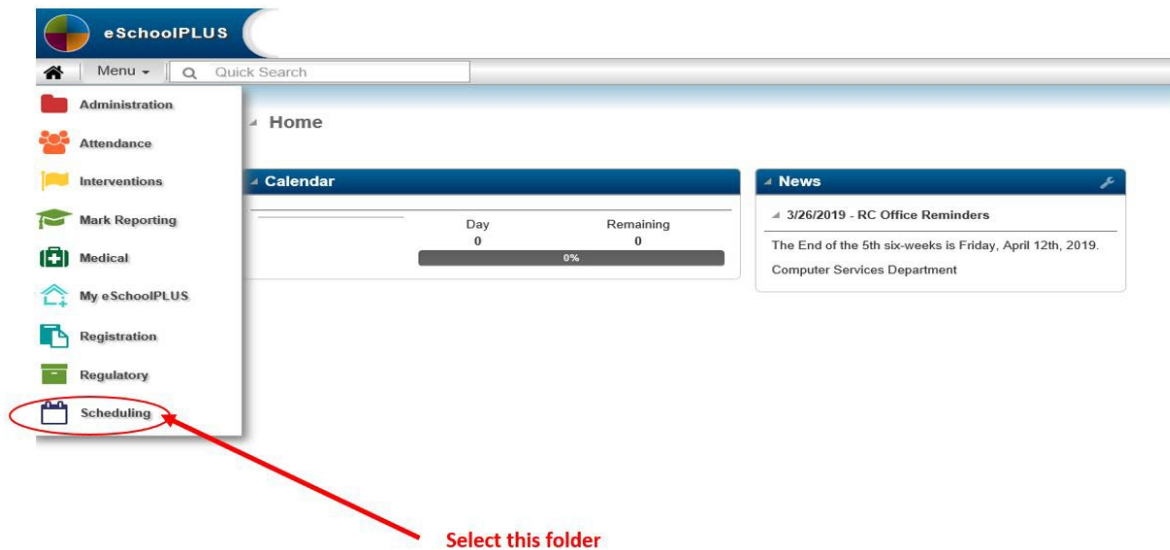 eSchoolPLUS
Menu
Quick Search
Administration
Attendance
Interventions
Mark Reporting
Medical
My eSchoolPLUS
Registration
Regulatory
Scheduling
Home
Calendar
Day Remaining
0 0
0%
News
3/26/2019 - RC Office Reminders
The End of the 5th six-weeks is Friday, April 12th, 2019.
Computer Services Department
Select this folder